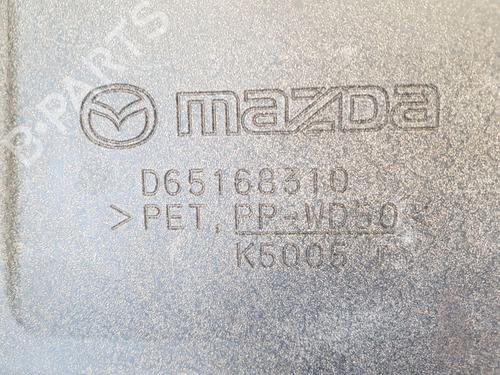 B-PARTS
mazda
D65168310
>PET, PP-WD50<
K5005